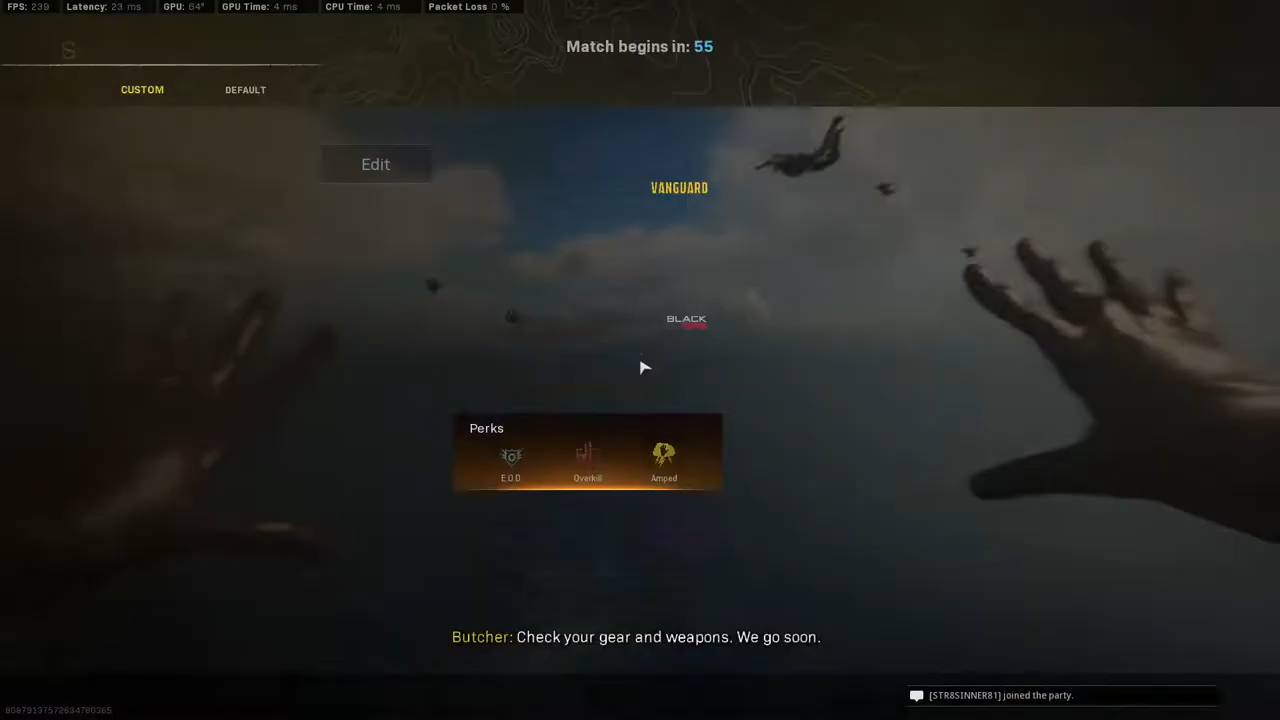 FPS: 239 Latency: 23 ms GPU: 64° GPU Time: 4 ms CPU Time: 4 ms Packet Loss 0 %
S
Match begins in: 55
CUSTOM DEFAULT
Edit
VANGUARD
BLACK
Perks
E.O.D Overkill Amped
Butcher: Check your gear and weapons. We go soon.
[STR8SINNER81] joined the party.
80879137572634780365